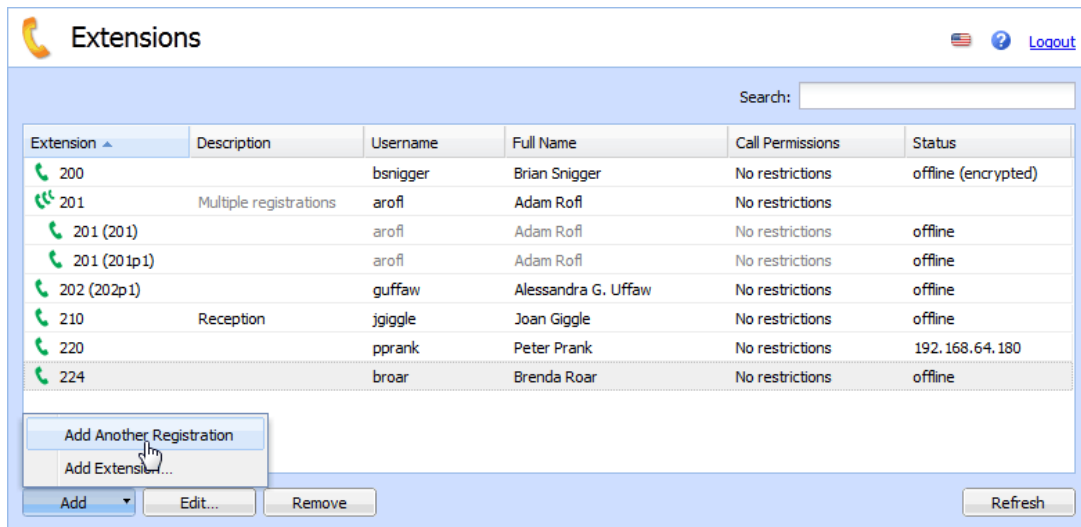 Extensions
Logout
Search:
Extension Description Username Full Name Call Permissions Status
200 bsnigger Brian Snigger No restrictions offline (encrypted)
201 Multiple registrations arofl Adam Rofl No restrictions
201 (201) arofl Adam Rofl No restrictions offline
201 (201p1) arofl Adam Rofl No restrictions offline
202 (202p1) guffaw Alessandra G. Uffaw No restrictions offline
210 Reception jgiggle Joan Giggle No restrictions offline
220 pprank Peter Prank No restrictions 192.168.64.180
224 broar Brenda Roar No restrictions offline
Add Another Registration
Add Extension...
Add Edit... Remove Refresh